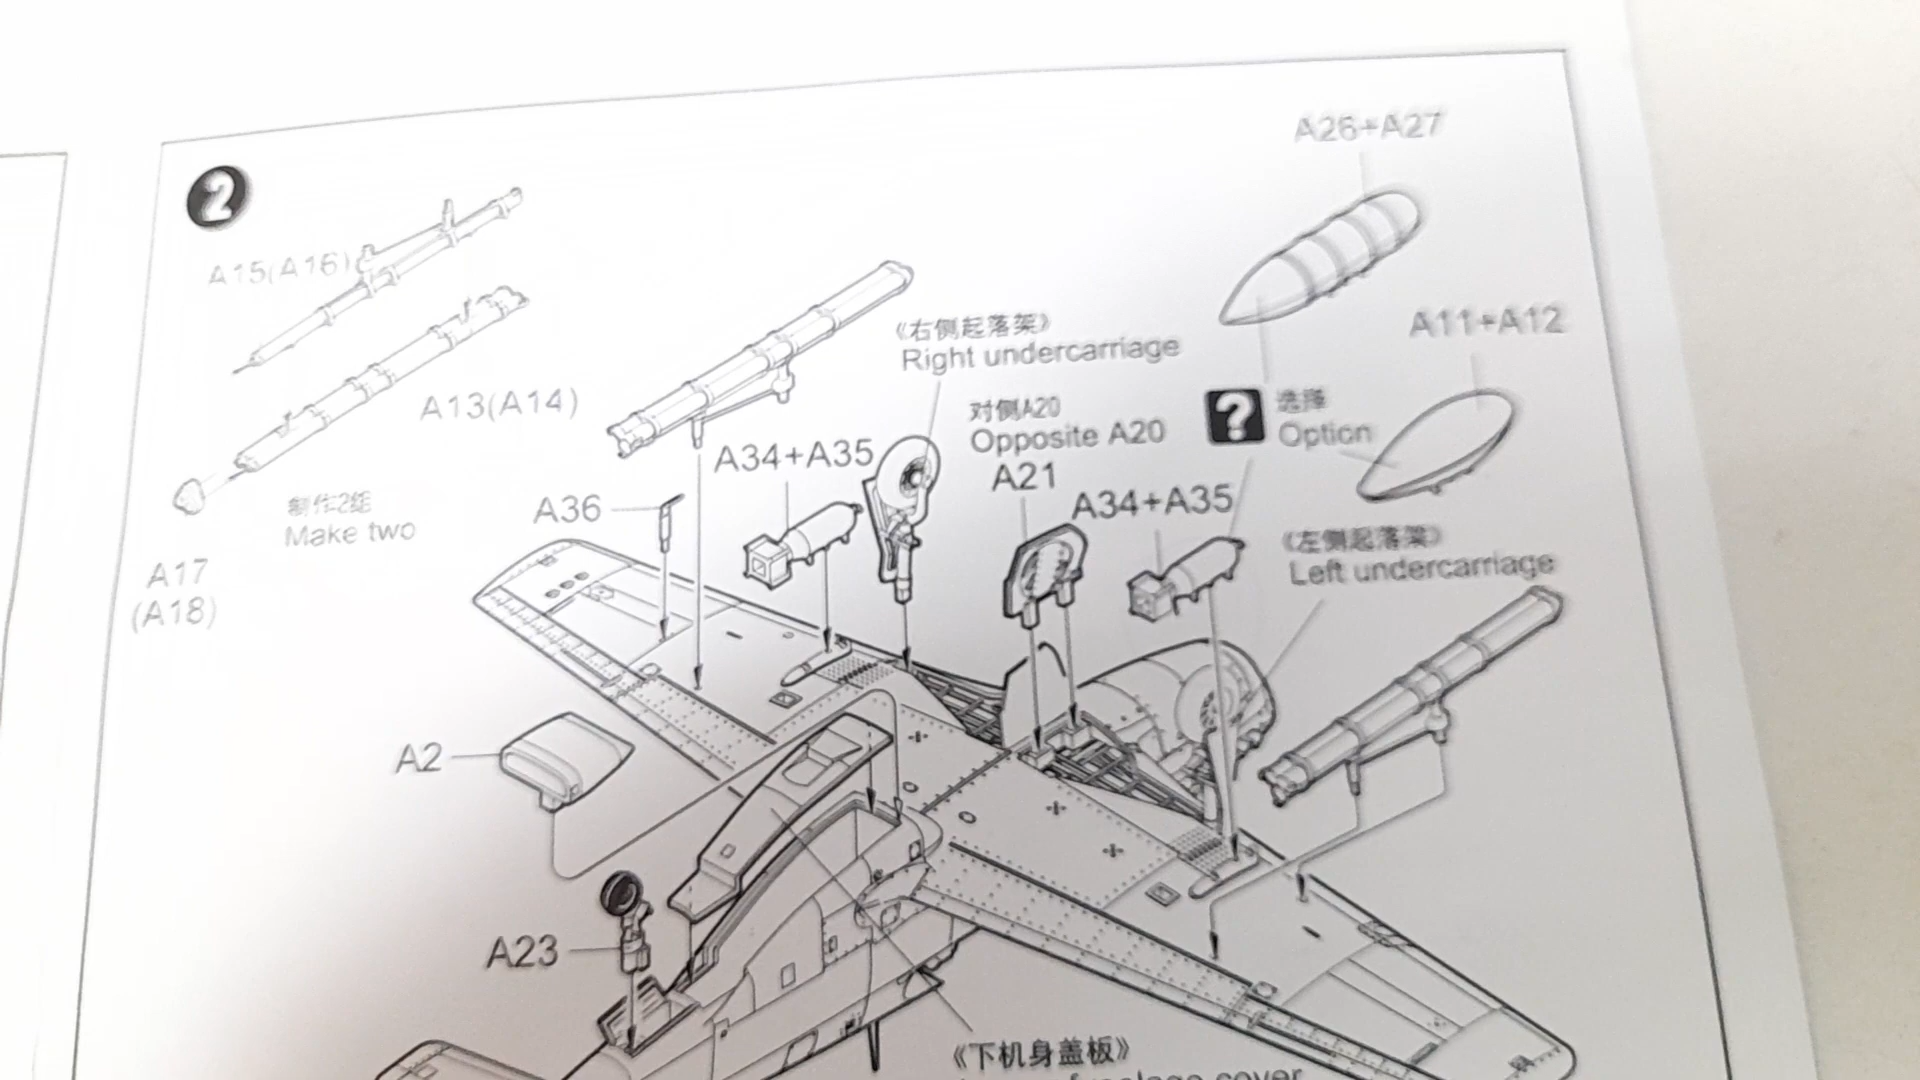 2
A26+A27
A15(A16)
A11+A12
《右侧起落架》
Right undercarriage
A13(A14)
对侧A20
Opposite A20
A21
?
选择
Option
A34+A35
A36
A34+A35
制作2组
Make two
《左侧起落架》
Left undercarriage
A17
(A18)
A2
A23
《下机身盖板》
fuselage cover